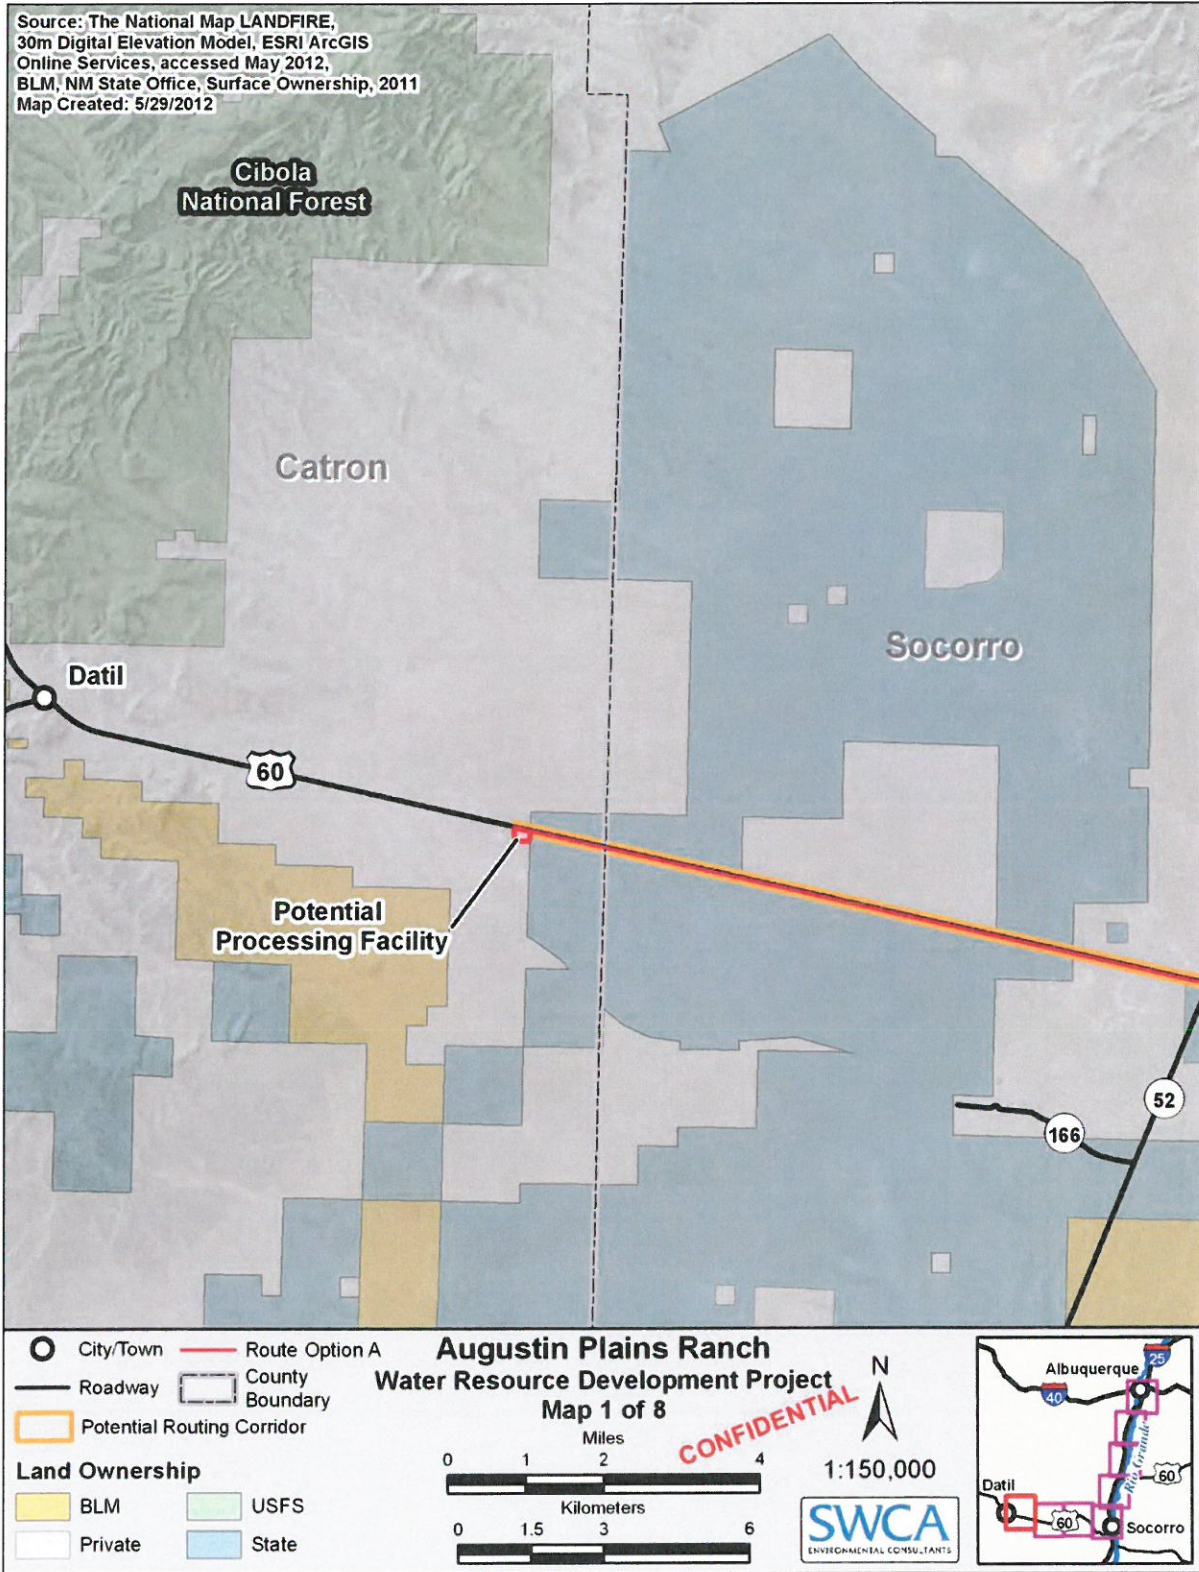 Source: The National Map LANDFIRE,
30m Digital Elevation Model, ESRI ArcGIS
Online Services, accessed May 2012,
BLM, NM State Office, Surface Ownership, 2011
Map Created: 5/29/2012
Cibola
National Forest
Catron
Socorro
Datil
60
Potential
Processing Facility
52
166
City/Town
Roadway
Potential Routing Corridor
Route Option A
County
Boundary
Land Ownership
BLM
USFS
Private
State
Augustin Plains Ranch
Water Resource Development Project
Map 1 of 8
CONFIDENTIAL
Miles
0 1 2 4
Kilometers
0 1.5 3 6
N
1:150,000
SWCA
ENVIRONMENTAL CONSULTANTS
Albuquerque
25
40
Rio Grande
60
Datil
60
Socorro